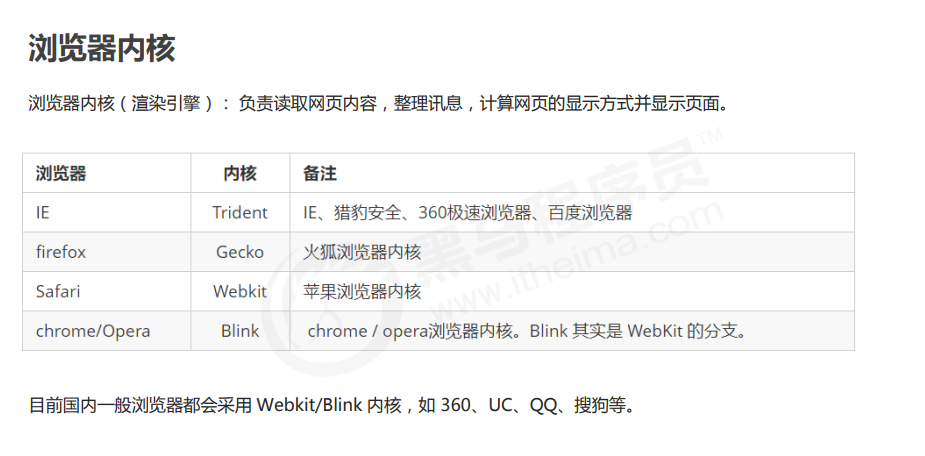 浏览器内核
浏览器内核(渲染引擎): 负责读取网页内容,整理讯息,计算网页的显示方式并显示页面。
浏览器 内核 备注
IE Trident IE、猎豹安全、360极速浏览器、百度浏览器
firefox Gecko 火狐浏览器内核
Safari Webkit 苹果浏览器内核
chrome/Opera Blink chrome / opera浏览器内核。Blink 其实是 WebKit 的分支。
目前国内一般浏览器都会采用 Webkit/Blink 内核,如 360、UC、QQ、搜狗等。
黑马程序员™
www.itheima.com